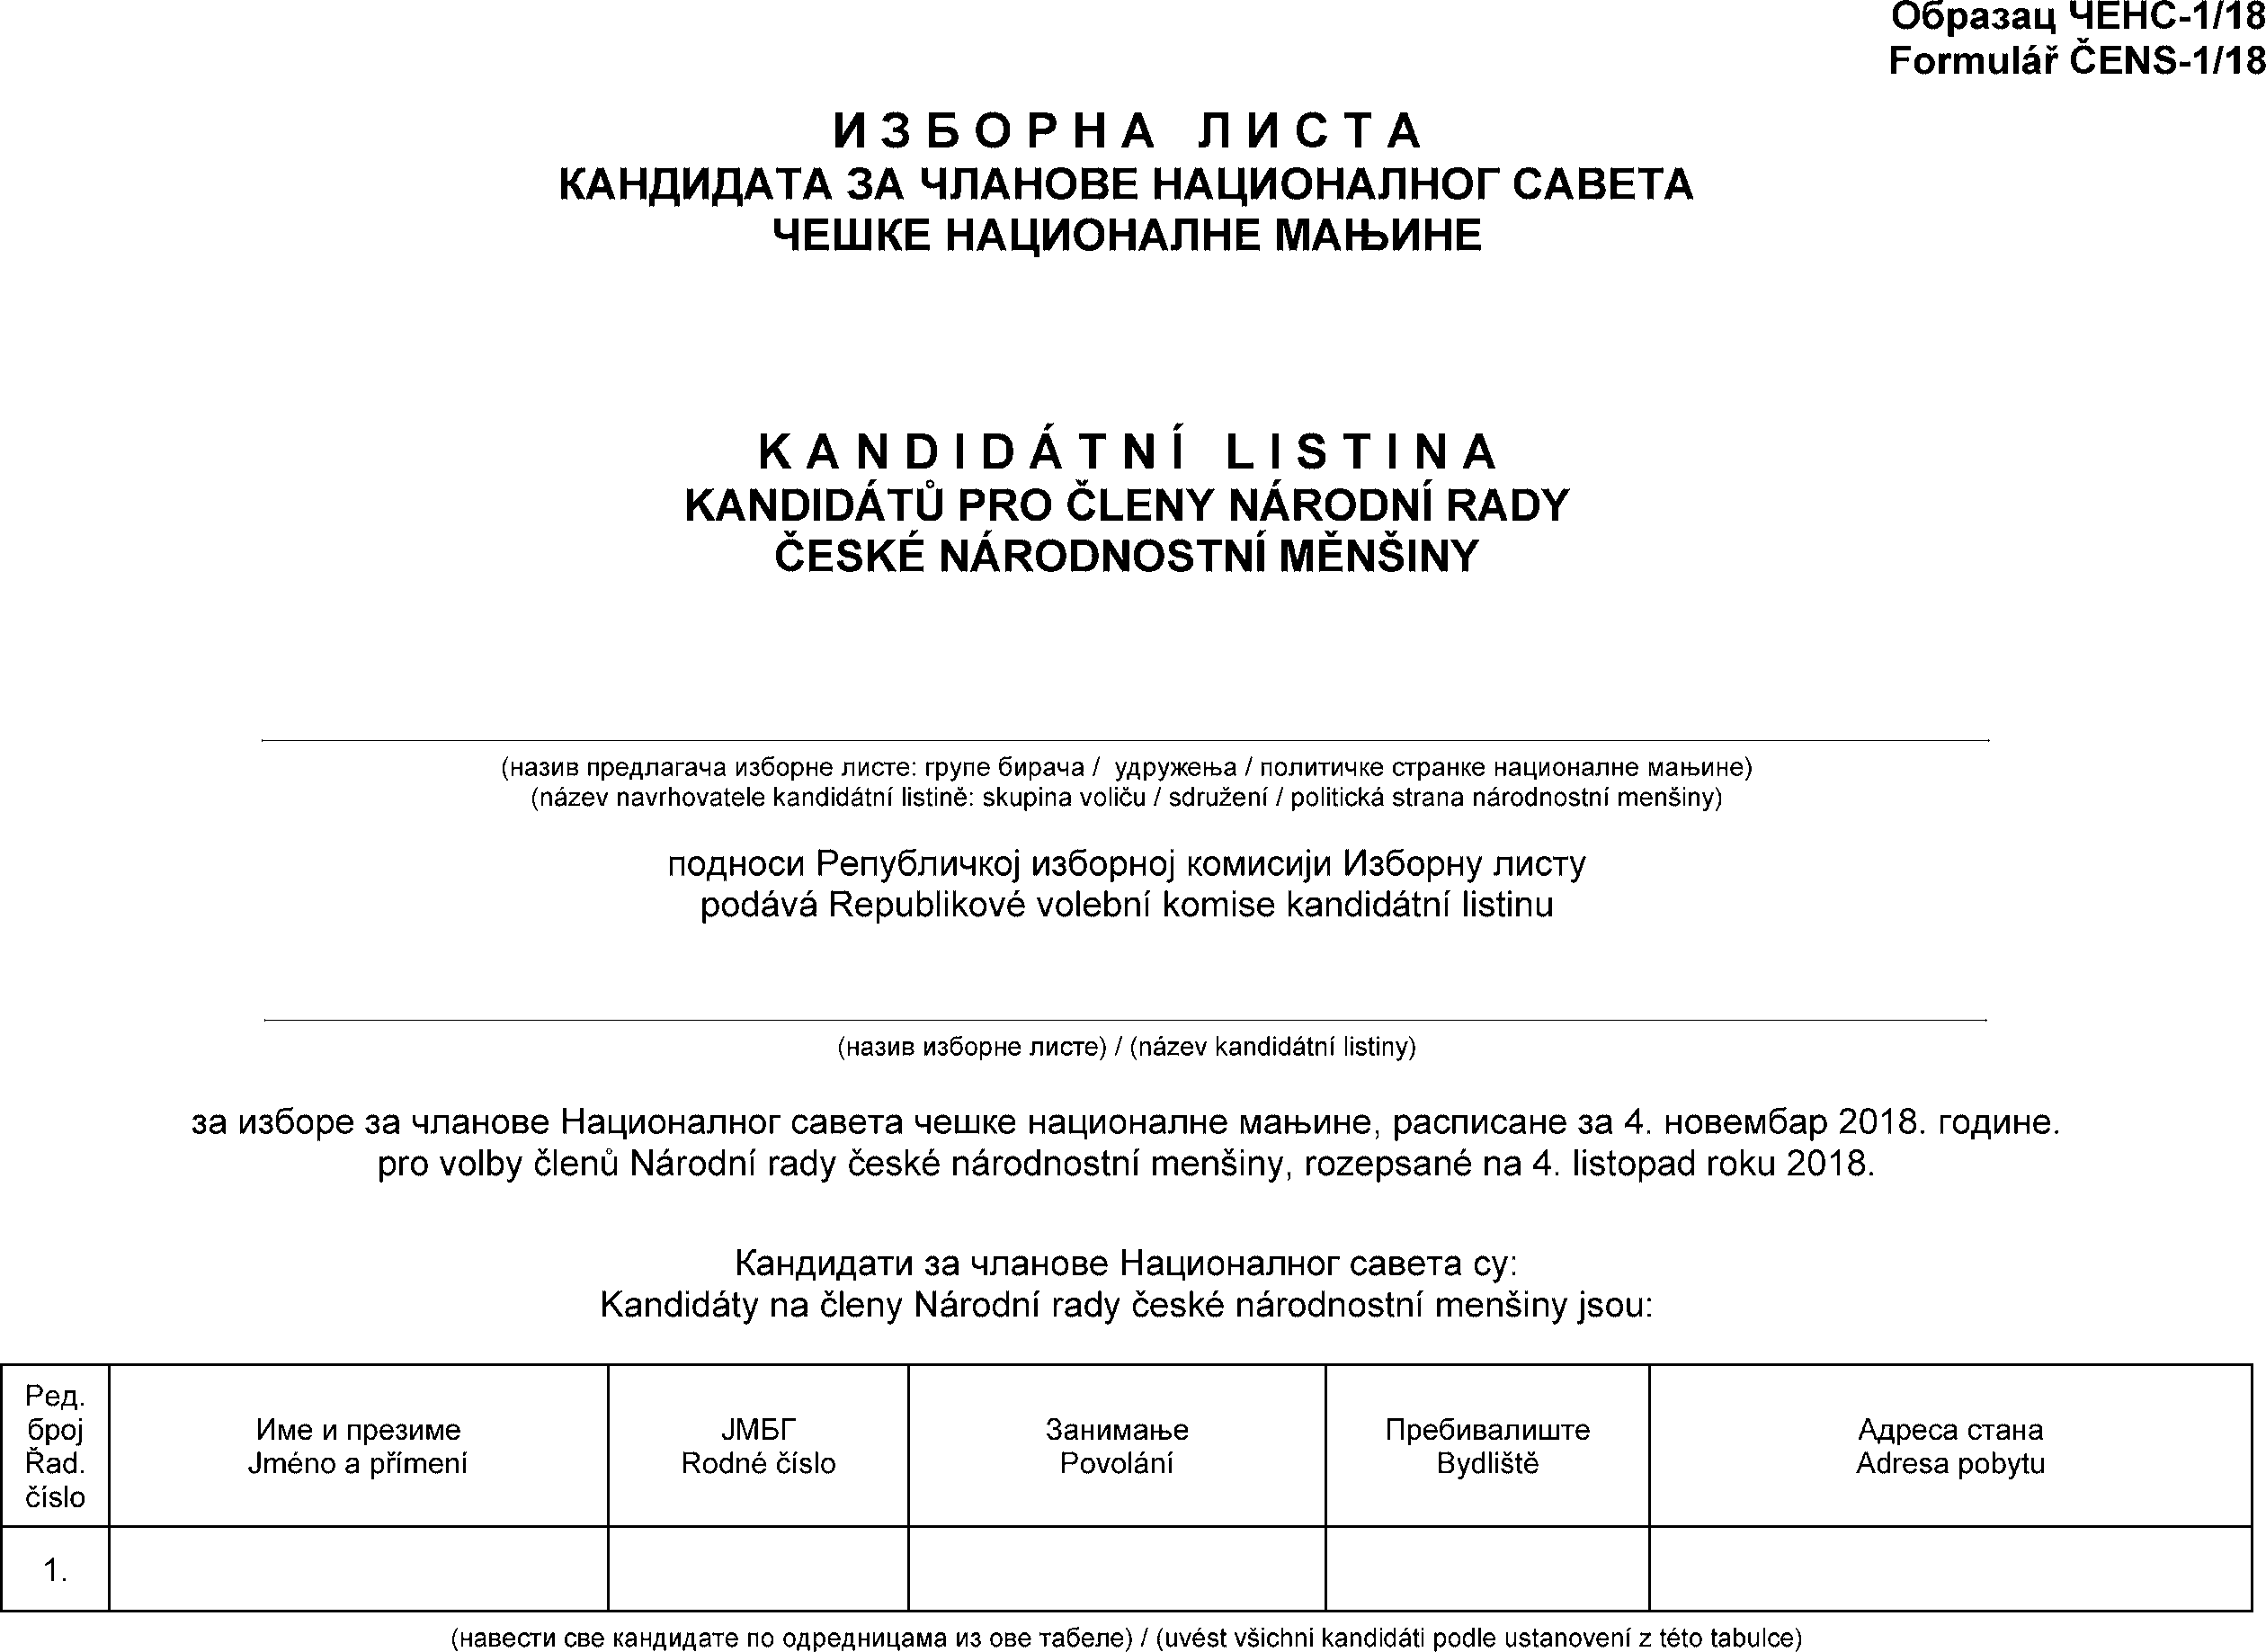 Образац ЧЕНС-1/18
Formulář ČENS-1/18
И З Б О Р Н А Л И С Т А
КАНДИДАТА ЗА ЧЛАНОВЕ НАЦИОНАЛНОГ САВЕТА
ЧЕШКЕ НАЦИОНАЛНЕ МАЊИНЕ
K A N D I D Á T N Í L I S T I N A
KANDIDÁTŮ PRO ČLENY NÁRODNÍ RADY
ČESKÉ NÁRODNOSTNÍ MĚNŠINY
(назив предлагача изборне листе: групе бирача / удружења / политичке странке националне мањине)
(název navrhovatele kandidátní listině: skupina voliču / sdružení / politická strana národnostní menšiny)
подноси Републичкој изборној комисији Изборну листу
podává Republikové volební komise kandidátní listinu
(назив изборне листе) / (název kandidátní listiny)
за изборе за чланове Националног савета чешке националне мањине, расписане за 4. новембар 2018. године.
pro volby členů Národní rady české národnostní menšiny, rozepsané na 4. listopad roku 2018.
Кандидати за чланове Националног савета су:
Kandidáty na členy Národní rady české národnostní menšiny jsou:
Ред.
број
Řad.
číslo
Име и презиме
Jméno a přímení
ЈМБГ
Rodné číslo
Занимање
Povolání
Пребивалиште
Bydliště
Адреса стана
Adresa pobytu
1.
(навести све кандидате по одредницама из ове табеле) / (uvést všichni kandidáti podle ustanovení z této tabulce)